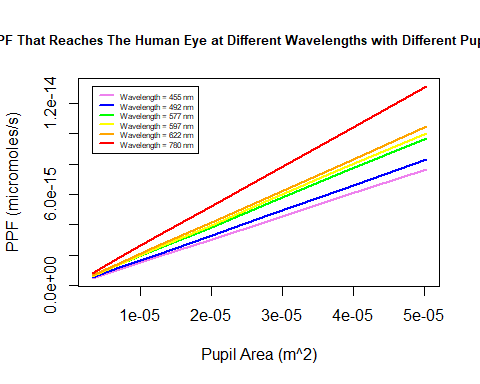 PF That Reaches The Human Eye at Different Wavelengths with Different Pup
Wavelength = 455 nm
Wavelength = 492 nm
Wavelength = 577 nm
Wavelength = 597 nm
Wavelength = 622 nm
Wavelength = 780 nm
PPF (micromoles/s)
1.2e-14
6.0e-15
0.0e+00
1e-05 2e-05 3e-05 4e-05 5e-05
Pupil Area (m^2)